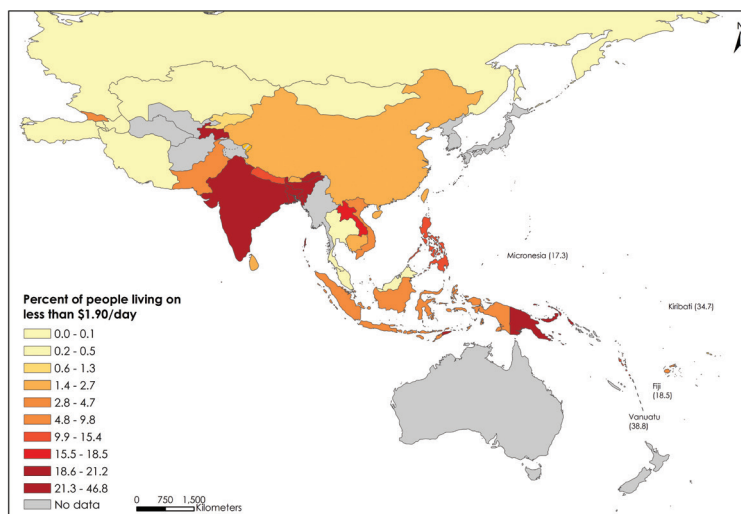 N
Micronesia (17.3)
Kiribati (34.7)
Percent of people living on
less than $1.90/day
0.0 - 0.1
0.2 - 0.5
0.6 - 1.3
1.4 - 2.7
2.8 - 4.7
4.8 - 9.8
9.9 - 15.4
15.5 - 18.5
18.6 - 21.2
21.3 - 46.8
No data
Fiji
(18.5)
Vanuatu
(38.8)
0 750 1,500
Kilometers